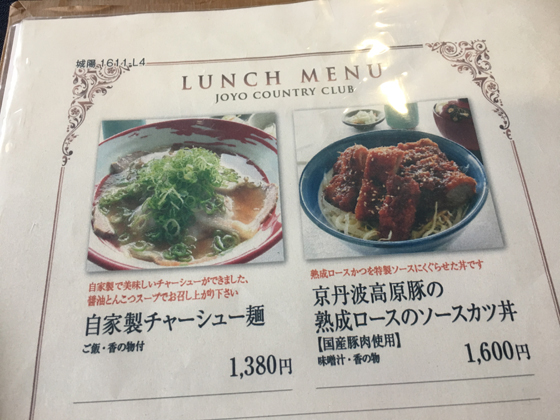 城陽 1611-L4
LUNCH MENU
JOYO COUNTRY CLUB
自家製で美味しいチャーシューができました、
醤油とんこつスープでお召し上がり下さい
自家製チャーシュー麺
ご飯・香の物付
1,380円
熟成ロースかつを特製ソースにくぐらせた丼です
京丹波高原豚の
熟成ロースのソースカツ丼
【国産豚肉使用】
味噌汁・香の物
1,600円